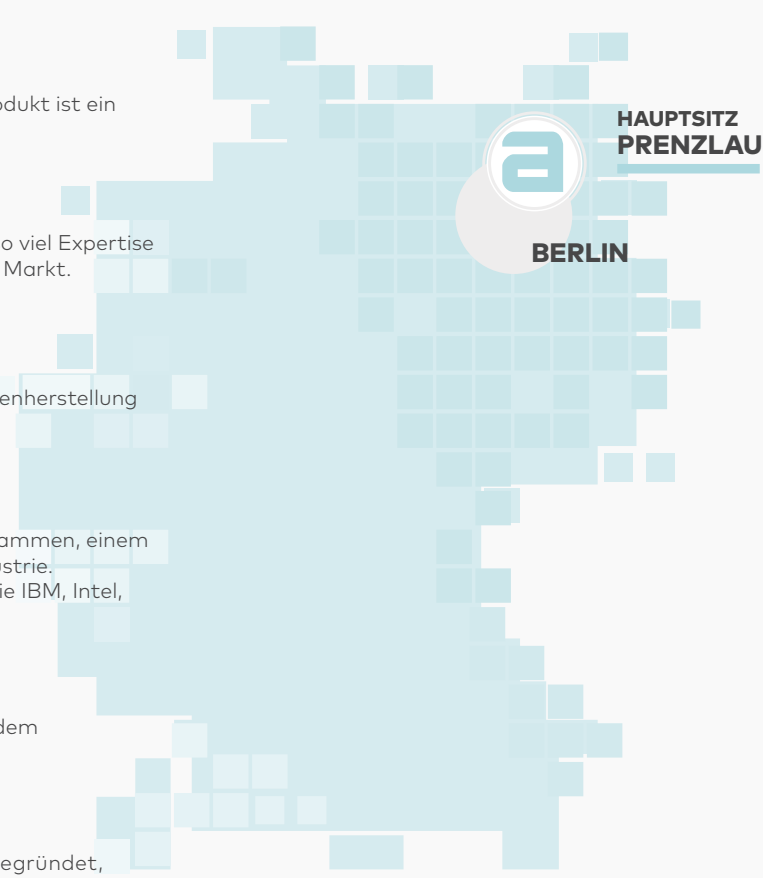 odukt ist ein
HAUPTSITZ
PRENZLAU
o viel Expertise
Markt.
BERLIN
enherstellung
ammen, einem
ustrie.
ie IBM, Intel,
dem
egründet,
a